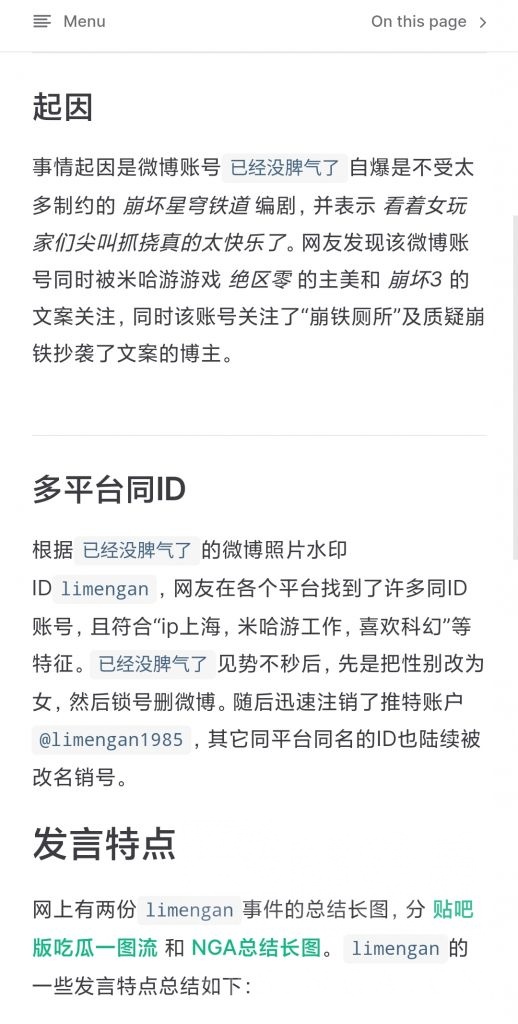 Menu
On this page
起因
事情起因是微博账号 已经没脾气了 自爆是不受太
多制约的 崩坏星穹铁道 编剧，并表示 看着女玩
家们尖叫抓挠真的太快乐了。网友发现该微博账
号同时被米哈游游戏 绝区零 的主美和 崩坏3 的
文案关注，同时该账号关注了“崩铁厕所”及质疑崩
铁抄袭了文案的博主。
多平台同ID
根据 已经没脾气了 的微博照片水印
ID limengan ，网友在各个平台找到了许多同ID
账号，且符合“ip上海，米哈游工作，喜欢科幻”等
特征。 已经没脾气了 见势不秒后，先是把性别改为
女，然后锁号删微博。随后迅速注销了推特账户
@limengan1985 ，其它同平台同名的ID也陆续被
改名销号。
发言特点
网上有两份 limengan 事件的总结长图，分 贴吧
版吃瓜一图流 和 NGA总结长图。 limengan 的
一些发言特点总结如下：